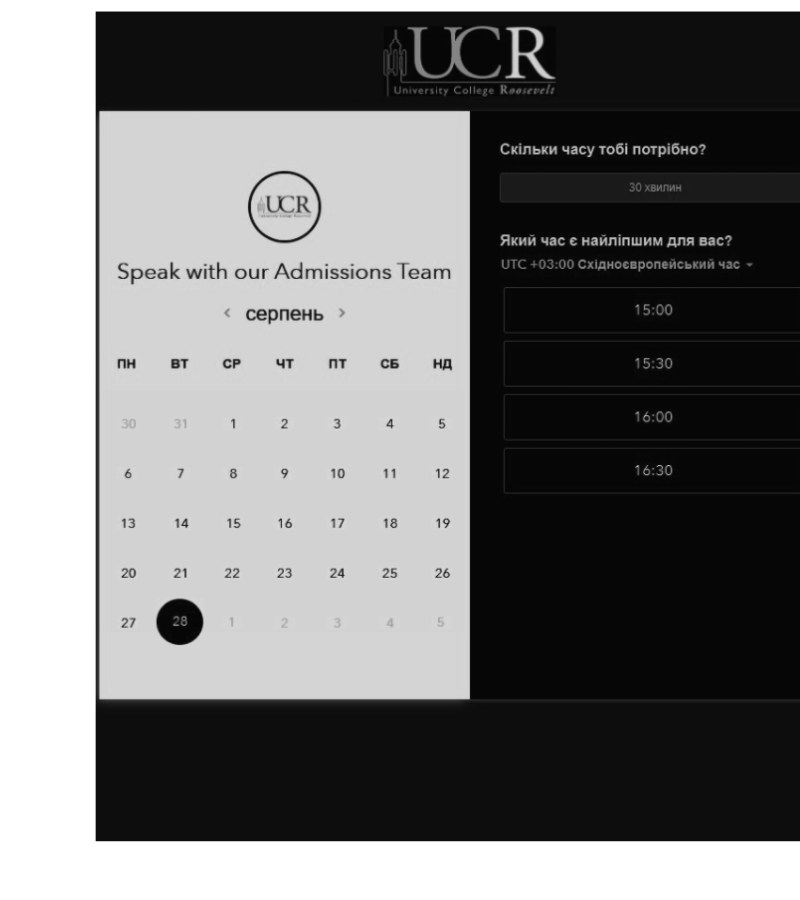 UCR
University College Roosevelt
UCR
Speak with our Admissions Team
‹ серпень ›
ПН ВТ СР ЧТ ПТ СБ НД
30 31 1 2 3 4 5
6 7 8 9 10 11 12
13 14 15 16 17 18 19
20 21 22 23 24 25 26
27 28 1 2 3 4 5
Скільки часу тобі потрібно?
30 хвилин
Який час є найліпшим для вас?
UTC +03:00 Східноєвропейський час
15:00
15:30
16:00
16:30